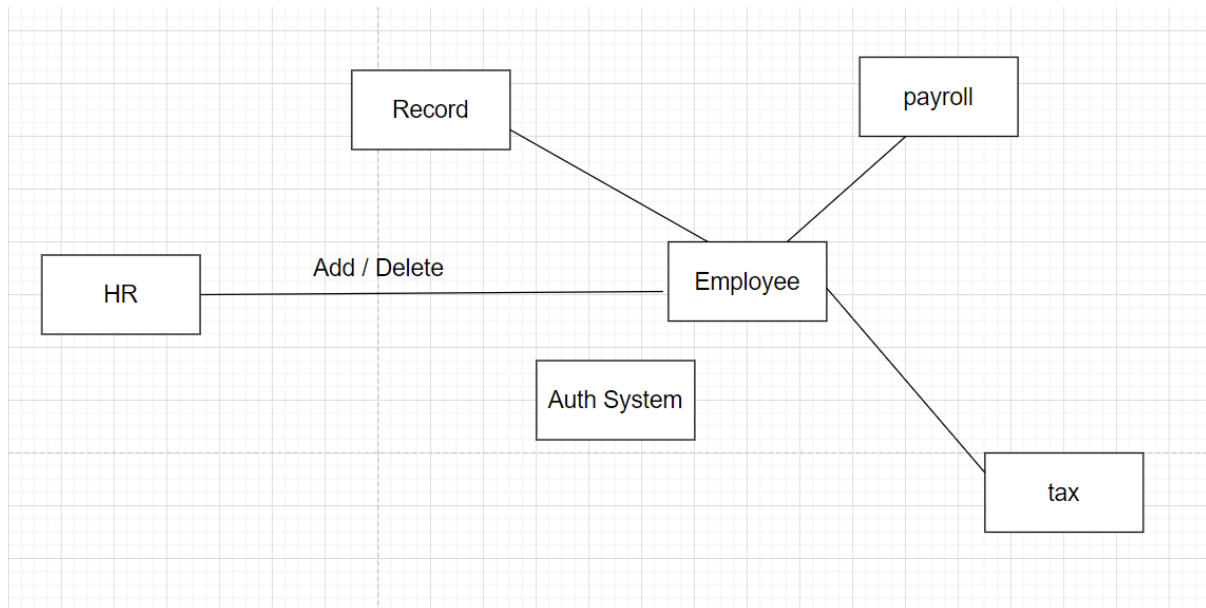 Record
payroll
HR
Add / Delete
Employee
Auth System
tax